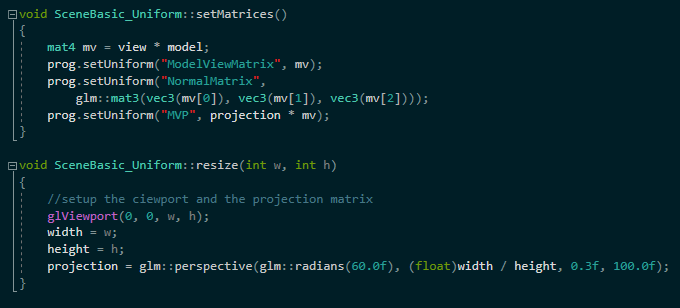 void SceneBasic_Uniform::setMatrices()
{
    mat4 mv = view * model;
    prog.setUniform("ModelViewMatrix", mv);
    prog.setUniform("NormalMatrix",
        glm::mat3(vec3(mv[0]), vec3(mv[1]), vec3(mv[2])));
    prog.setUniform("MVP", projection * mv);
}
void SceneBasic_Uniform::resize(int w, int h)
{
    //setup the ciewport and the projection matrix
    glViewport(0, 0, w, h);
    width = w;
    height = h;
    projection = glm::perspective(glm::radians(60.0f), (float)width / height, 0.3f, 100.0f);
}